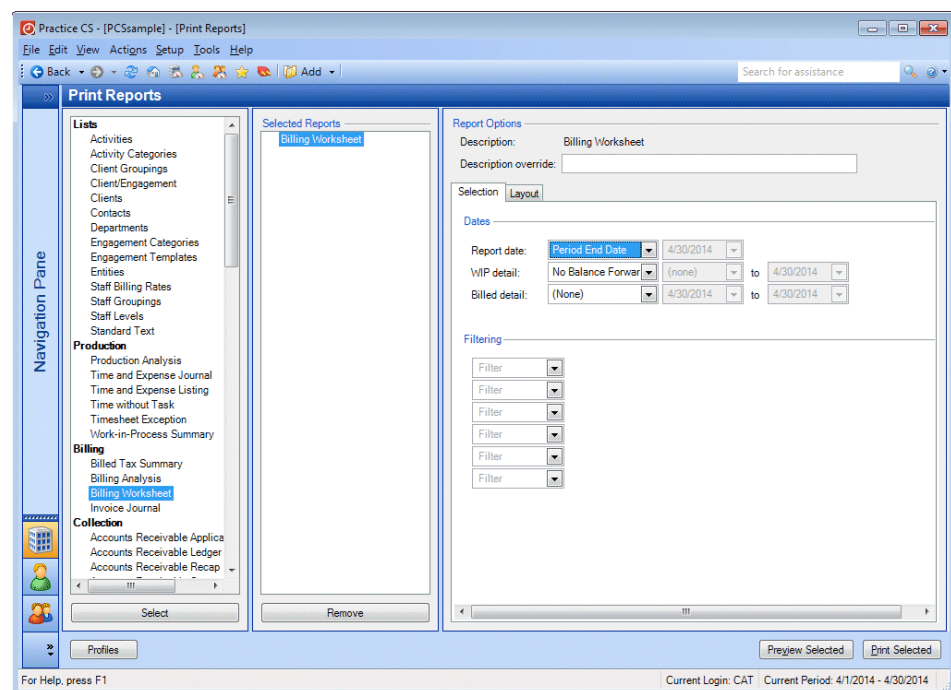 Practice CS - [PCSsample] - [Print Reports]
File Edit View Actions Setup Tools Help
Back Add Search for assistance
Print Reports
Navigation Pane
Lists
Activities
Activity Categories
Client Groupings
Client/Engagement
Clients
Contacts
Departments
Engagement Categories
Engagement Templates
Entities
Staff Billing Rates
Staff Groupings
Staff Levels
Standard Text
Production
Production Analysis
Time and Expense Journal
Time and Expense Listing
Time without Task
Timesheet Exception
Work-in-Process Summary
Billing
Billed Tax Summary
Billing Analysis
Billing Worksheet
Invoice Journal
Collection
Accounts Receivable Applica
Accounts Receivable Ledger
Accounts Receivable Recap
Select
Selected Reports
Billing Worksheet
Remove
Report Options
Description: Billing Worksheet
Description override:
Selection Layout
Dates
Report date: Period End Date 4/30/2014
WIP detail: No Balance Forwar (none) to 4/30/2014
Billed detail: (None) 4/30/2014 to 4/30/2014
Filtering
Filter
Filter
Filter
Filter
Filter
Filter
Profiles Preview Selected Print Selected
For Help, press F1 Current Login: CAT Current Period: 4/1/2014 - 4/30/2014